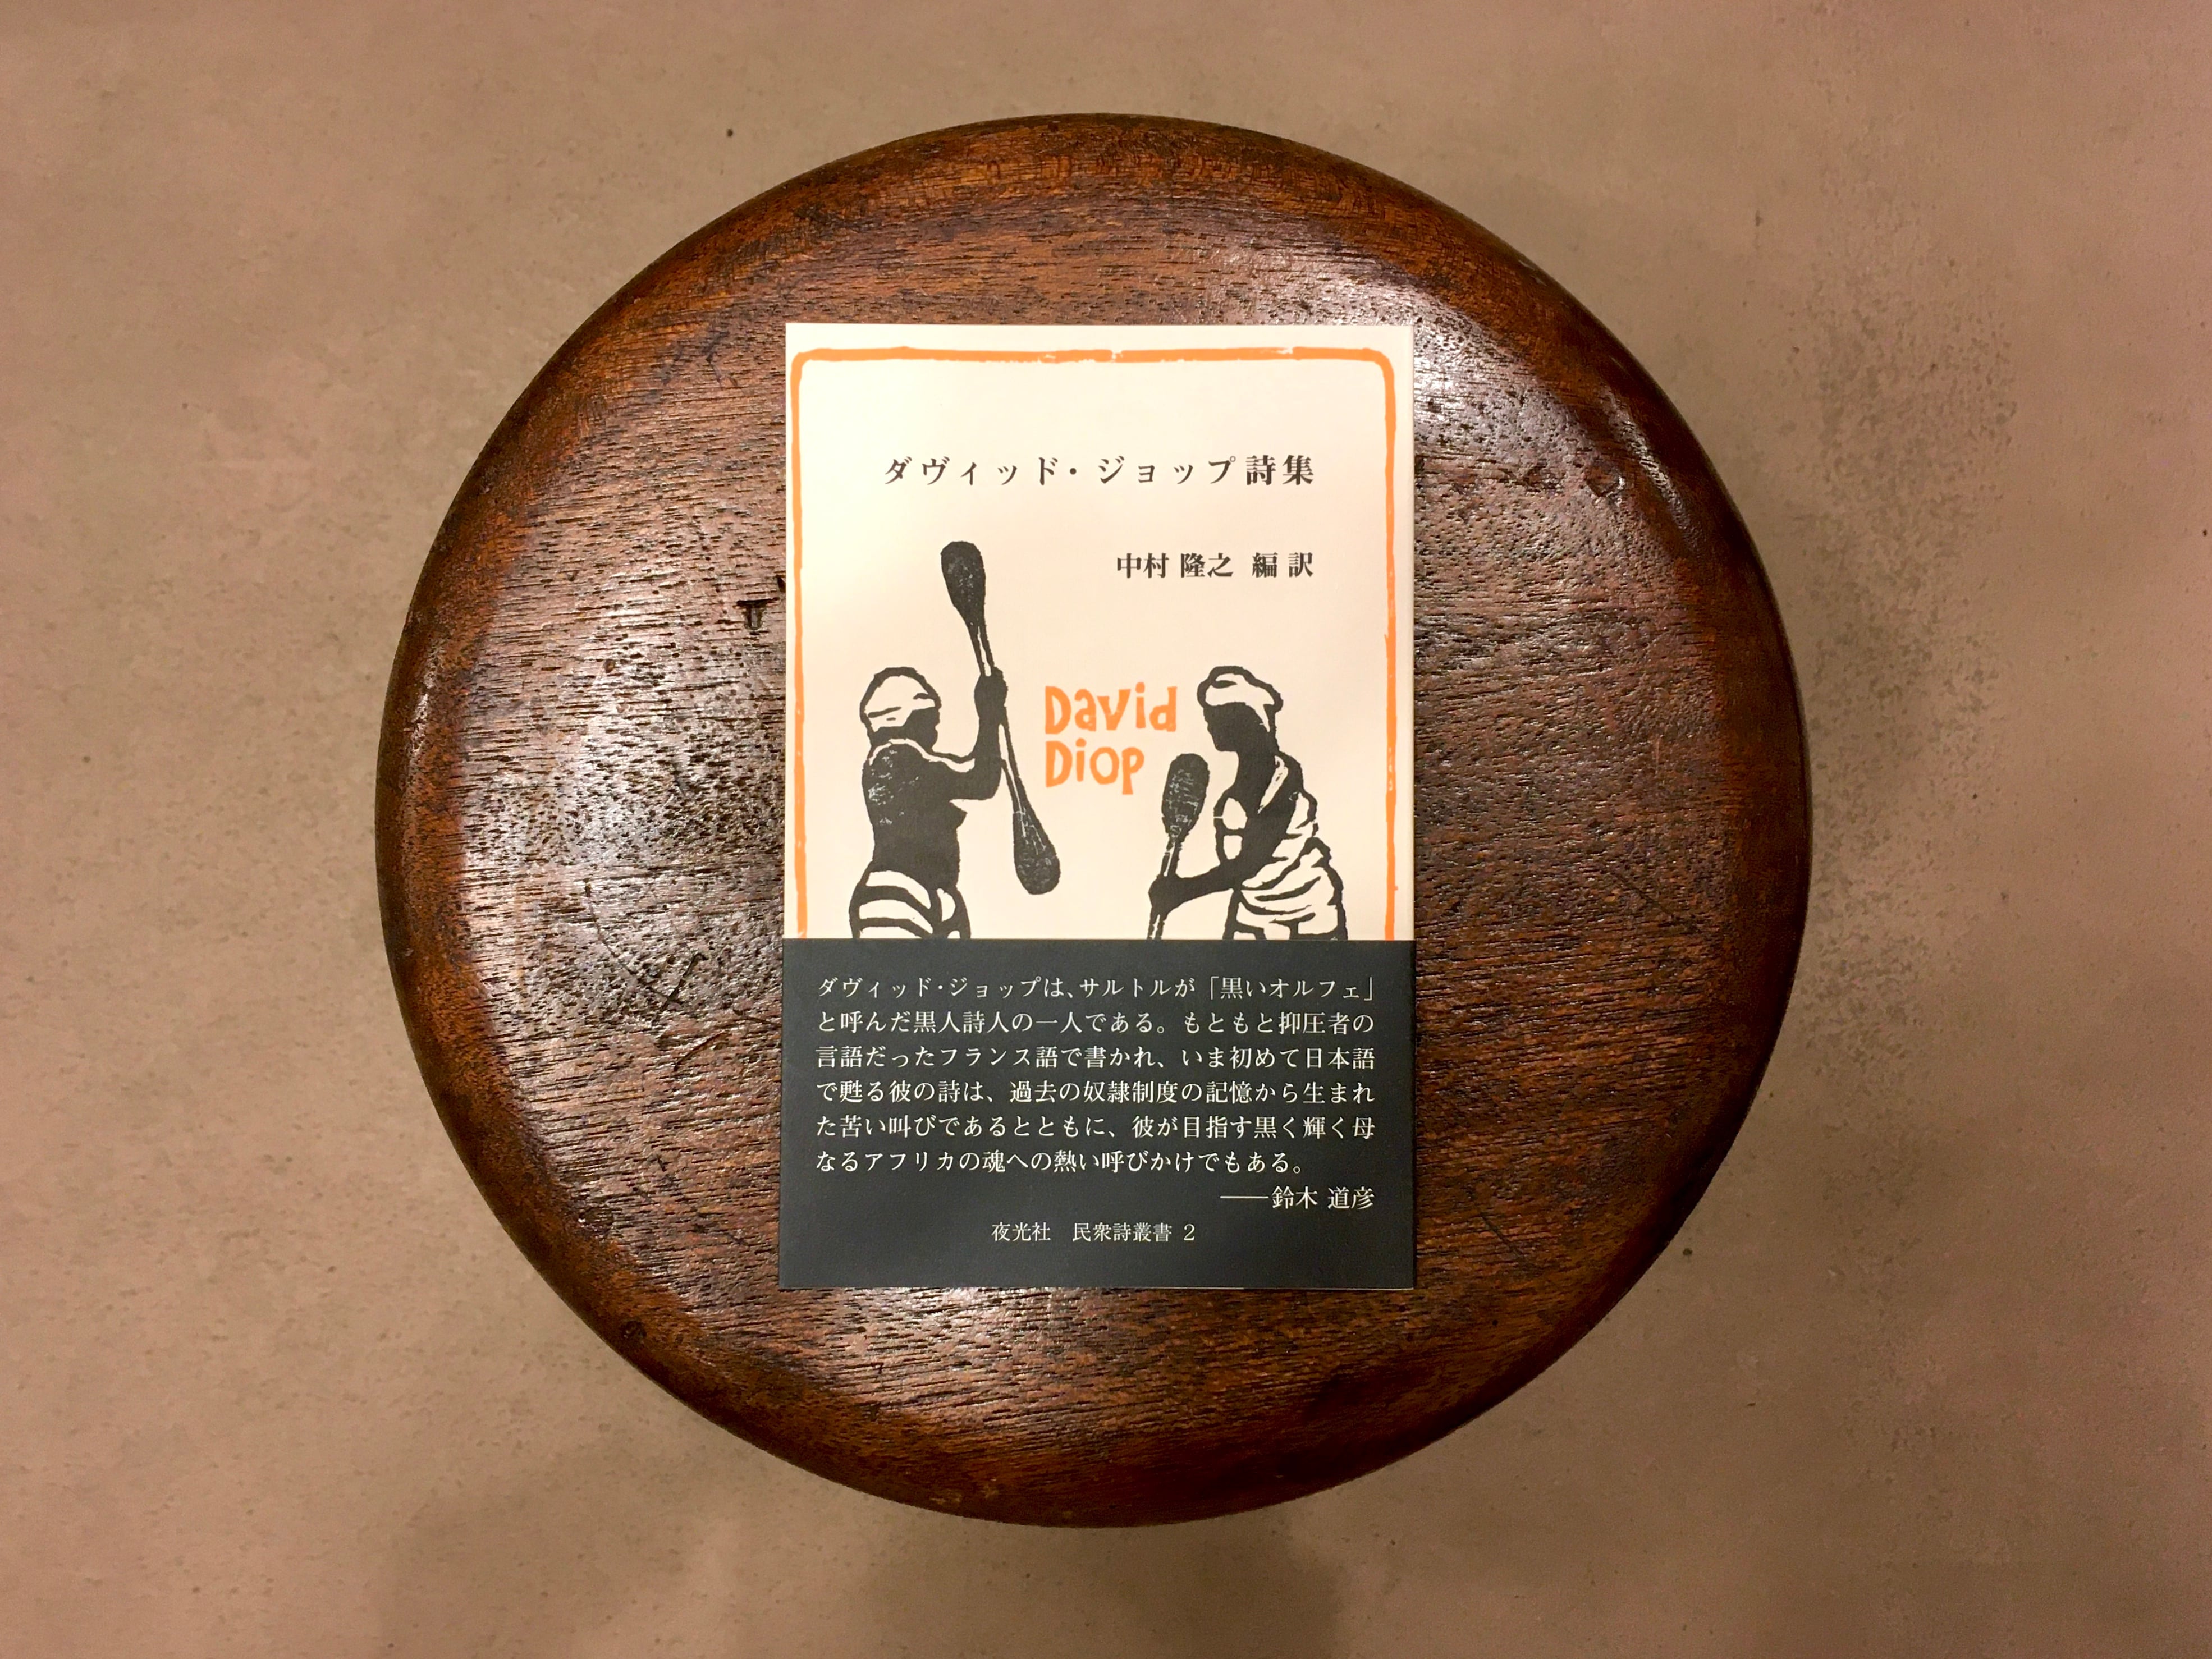 ダヴィッド・ジョップ詩集
中村 隆之 編 訳
David
Diop
ダヴィッド・ジョップは、サルトルが「黒いオルフェ」
と呼んだ黒人詩人の一人である。もともと抑圧者の
言語だったフランス語で書かれ、いま初めて日本語
で甦る彼の詩は、過去の奴隷制度の記憶から生まれ
た苦い叫びであるとともに、彼が目指す黒く輝く母
なるアフリカの魂への熱い呼びかけでもある。
――鈴木 道彦
夜光社 民衆詩叢書 2